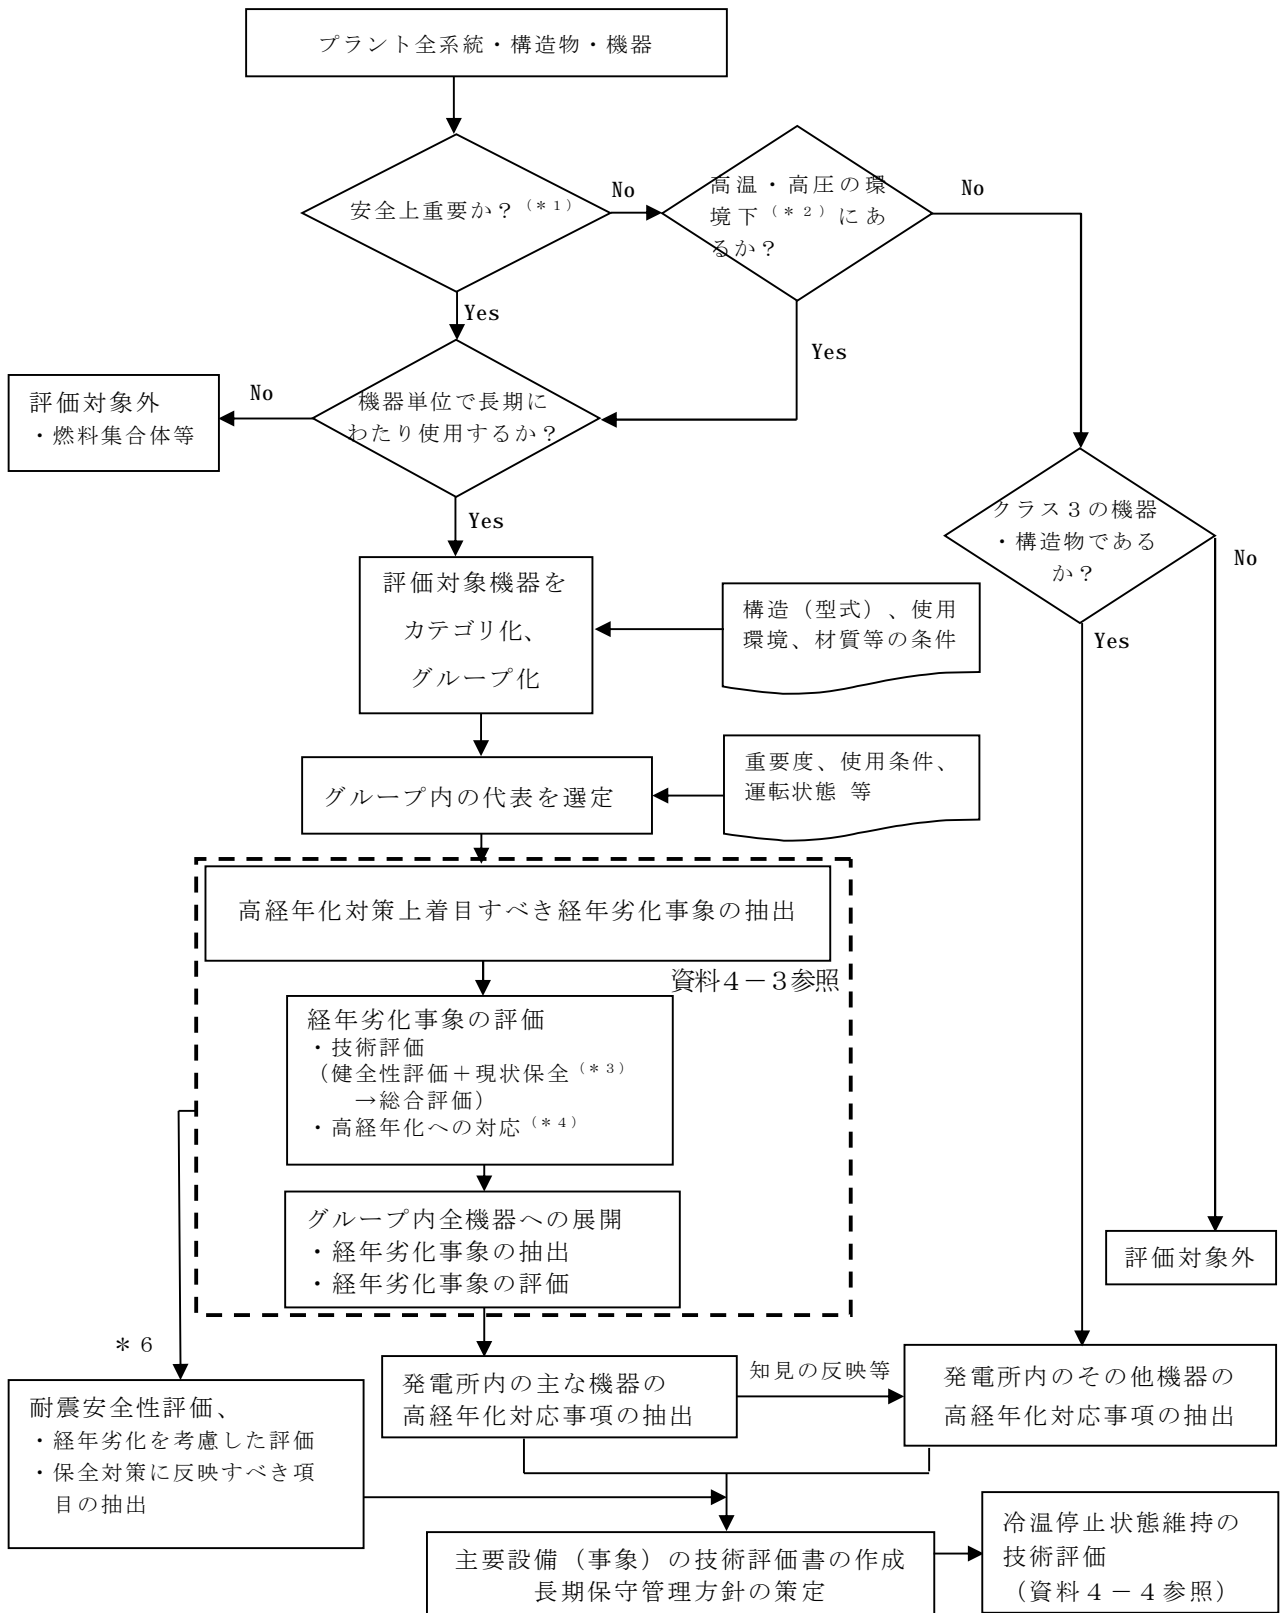 プラント全系統・構造物・機器
安全上重要か？(＊1)
No
高温・高圧の環
境下(＊2)にあ
るか？
No
Yes
Yes
評価対象外
・燃料集合体等
No
機器単位で長期に
わたり使用するか？
Yes
クラス３の機器
・構造物である
か？
No
Yes
評価対象機器を
カテゴリ化、
グループ化
構造（型式）、使用
環境、材質等の条件
グループ内の代表を選定
重要度、使用条件、
運転状態 等
高経年化対策上着目すべき経年劣化事象の抽出
資料４－３参照
経年劣化事象の評価
・技術評価
（健全性評価＋現状保全(＊3)
→総合評価）
・高経年化への対応(＊4)
グループ内全機器への展開
・経年劣化事象の抽出
・経年劣化事象の評価
評価対象外
＊６
耐震安全性評価、
・経年劣化を考慮した評価
・保全対策に反映すべき項
目の抽出
発電所内の主な機器の
高経年化対応事項の抽出
知見の反映等
発電所内のその他機器の
高経年化対応事項の抽出
主要設備（事象）の技術評価書の作成
長期保守管理方針の策定
冷温停止状態維持の
技術評価
（資料４－４参照）